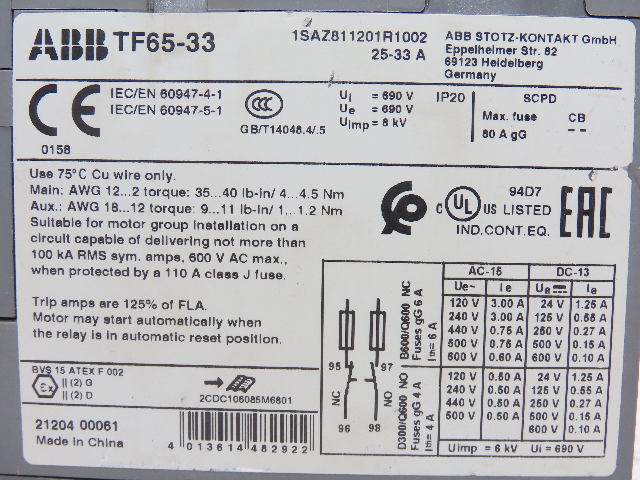 ABB TF65-33
1SAZ811201R1002
25-33 A
ABB STOTZ-KONTAKT GmbH
Eppelheimer Str. 82
69123 Heidelberg
Germany
CE
0158
IEC/EN 60947-4-1
IEC/EN 60947-5-1
CCC
GB/T14048.4/.5
Ui = 690 V
Ue = 690 V
Uimp = 8 kV
IP20
SCPD
Max. fuse CB
80 A gG --
Use 75°C Cu wire only.
Main: AWG 12...2 torque: 35...40 lb-in/ 4...4.5 Nm
Aux.: AWG 18...12 torque: 9...11 lb-in/ 1...1.2 Nm
Suitable for motor group installation on a
circuit capable of delivering not more than
100 kA RMS sym. amps, 600 V AC max.,
when protected by a 110 A class J fuse.
Trip amps are 125% of FLA.
Motor may start automatically when
the relay is in automatic reset position.
94D7
C UL US LISTED
IND.CONT.EQ.
EAC
BVS 15 ATEX F 002
Ex
II (2) G
II (2) D
2CDC106085M6801
21204 00061
Made in China
4 013614 482922
95 97
NC NO
96 98
B600/Q600 NC
Fuses gG 6 A
Ith= 6 A
AC-15 DC-13
Ue~ Ie Ue Ie
120 V 3.00 A 24 V 1.25 A
240 V 3.00 A 125 V 0.55 A
440 V 0.75 A 250 V 0.27 A
500 V 0.75 A 500 V 0.15 A
600 V 0.60 A 600 V 0.10 A
D300/Q600 NO
Fuses gG 4 A
Ith= 4 A
120 V 0.50 A 24 V 1.25 A
240 V 0.50 A 125 V 0.55 A
440 V 0.50 A 250 V 0.27 A
500 V 0.50 A 500 V 0.15 A
600 V 0.10 A
Uimp = 6 kV Ui = 690 V